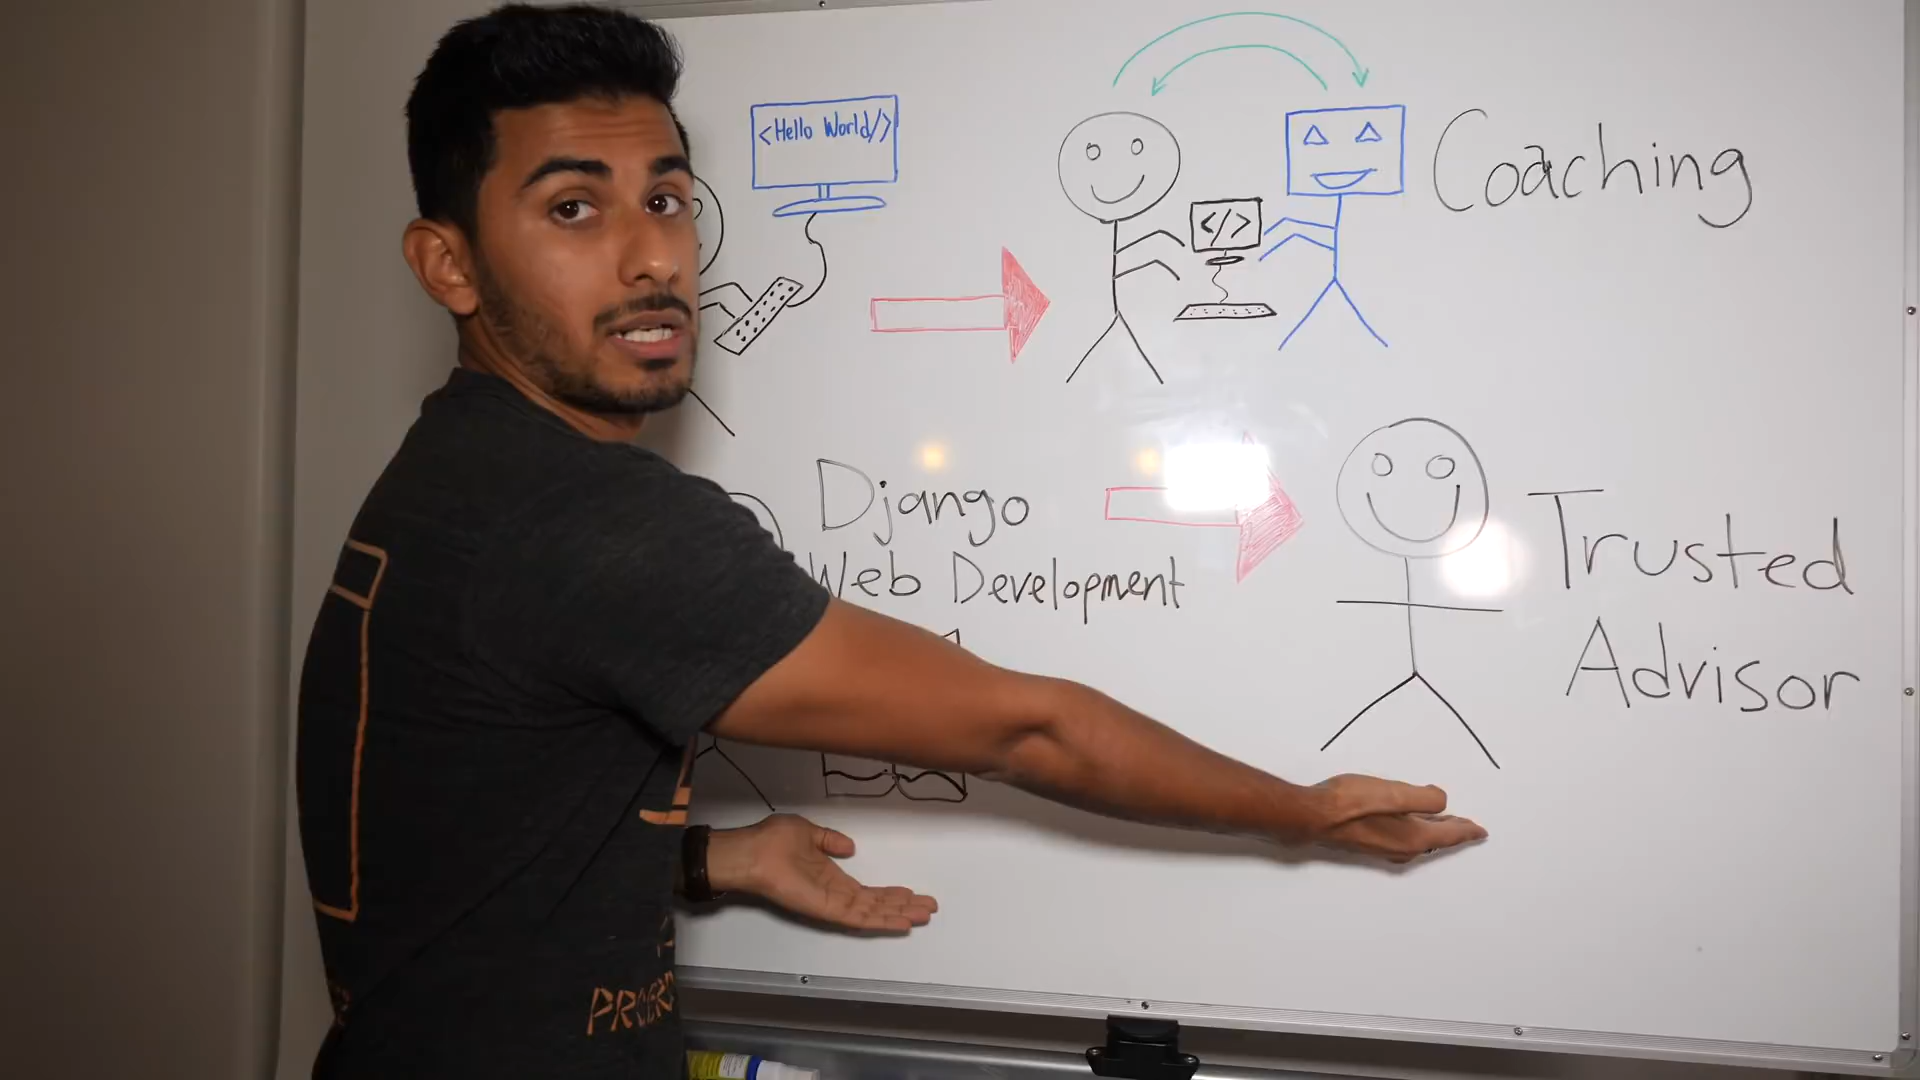 <Hello World/>
</>
Coaching
Django
Web Development
Trusted
Advisor